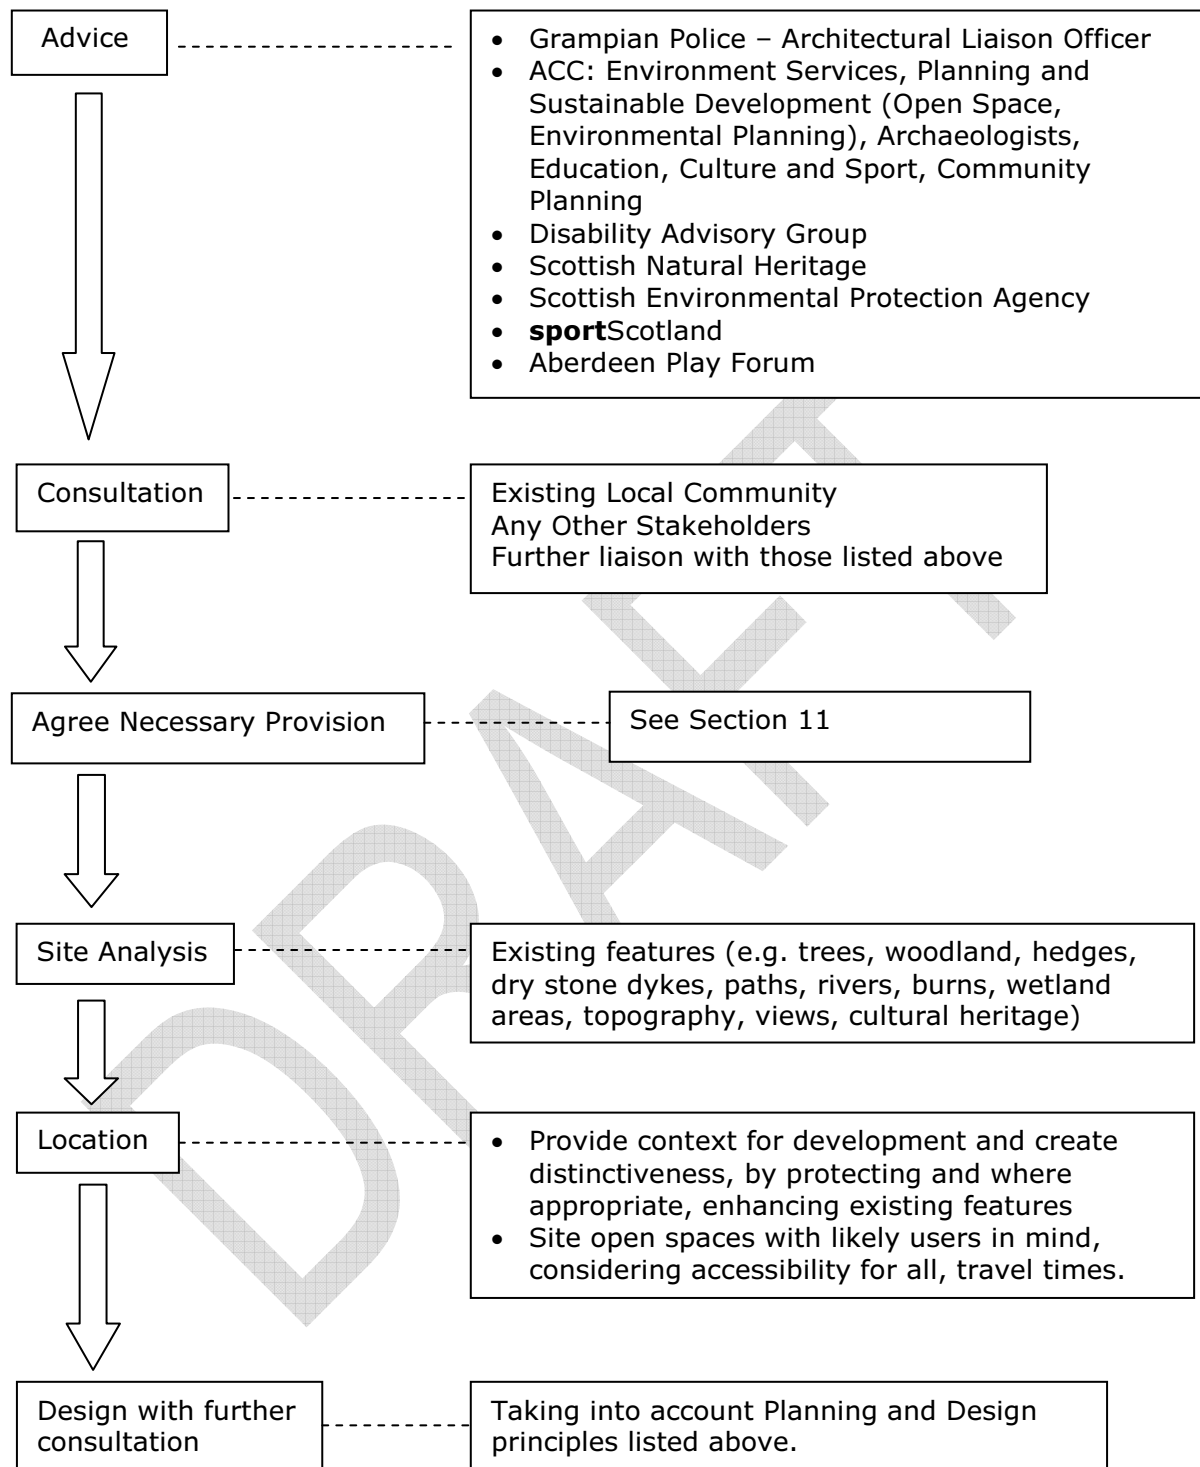 Advice
• Grampian Police – Architectural Liaison Officer
• ACC: Environment Services, Planning and
Sustainable Development (Open Space,
Environmental Planning), Archaeologists,
Education, Culture and Sport, Community
Planning
• Disability Advisory Group
• Scottish Natural Heritage
• Scottish Environmental Protection Agency
• sportScotland
• Aberdeen Play Forum
Consultation
Existing Local Community
Any Other Stakeholders
Further liaison with those listed above
Agree Necessary Provision
See Section 11
Site Analysis
Existing features (e.g. trees, woodland, hedges,
dry stone dykes, paths, rivers, burns, wetland
areas, topography, views, cultural heritage)
Location
• Provide context for development and create
distinctiveness, by protecting and where
appropriate, enhancing existing features
• Site open spaces with likely users in mind,
considering accessibility for all, travel times.
Design with further
consultation
Taking into account Planning and Design
principles listed above.
DRAFT